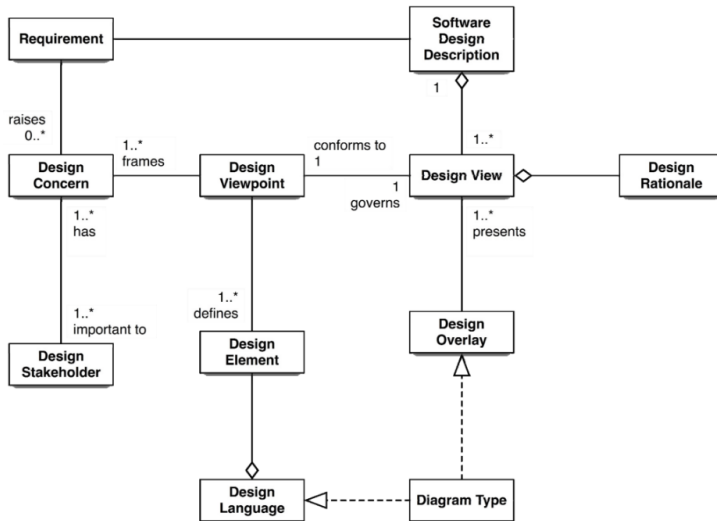 Requirement
Software
Design
Description
1
raises
0..*
1..*
frames
conforms to
1
1..*
Design
Concern
Design
Viewpoint
1
governs
Design View
Design
Rationale
1..*
has
1..*
presents
1..*
defines
1..*
important to
Design
Stakeholder
Design
Element
Design
Overlay
Design
Language
Diagram Type